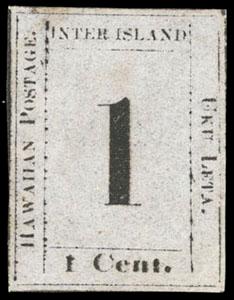 INTER ISLAND
HAWAIIAN POSTAGE.
1
UKU LETA.
1 Cent.